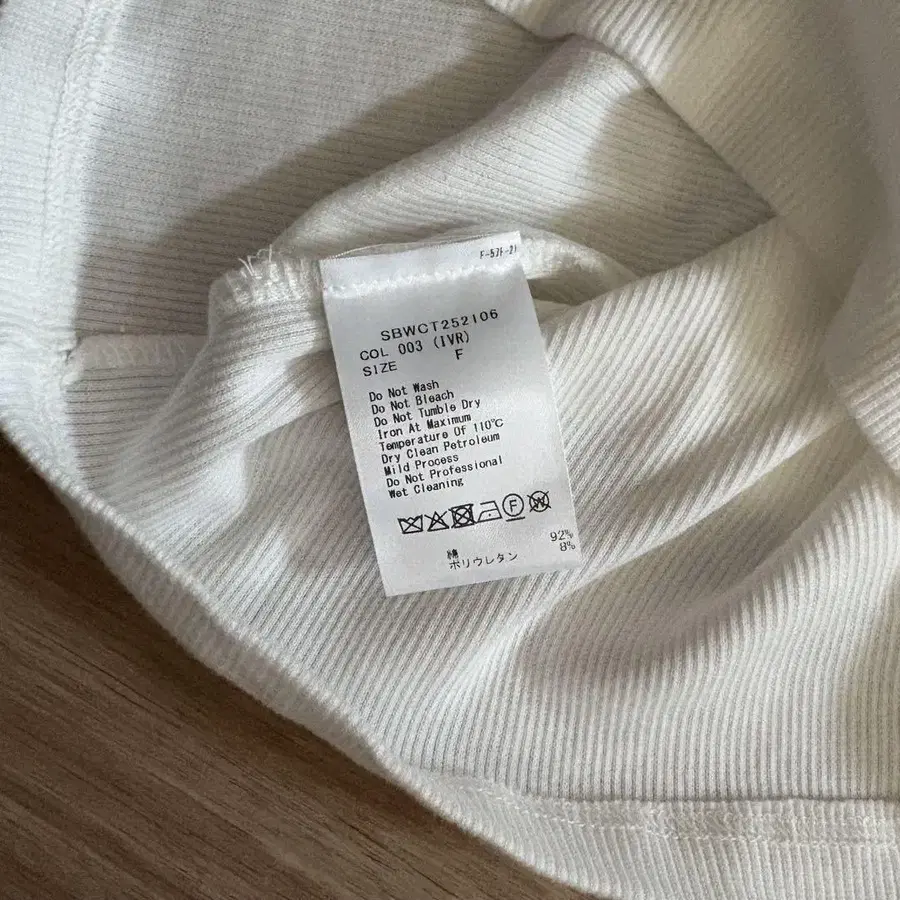 SBWCT252106
COL 003 (IVR)
SIZE F
Do Not Wash
Do Not Bleach
Do Not Tumble Dry
Iron At Maximum
Temperature Of 110℃
Dry Clean Petroleum
Mild Process
Do Not Professional
Wet Cleaning
F W
綿 92%
ポリウレタン 8%